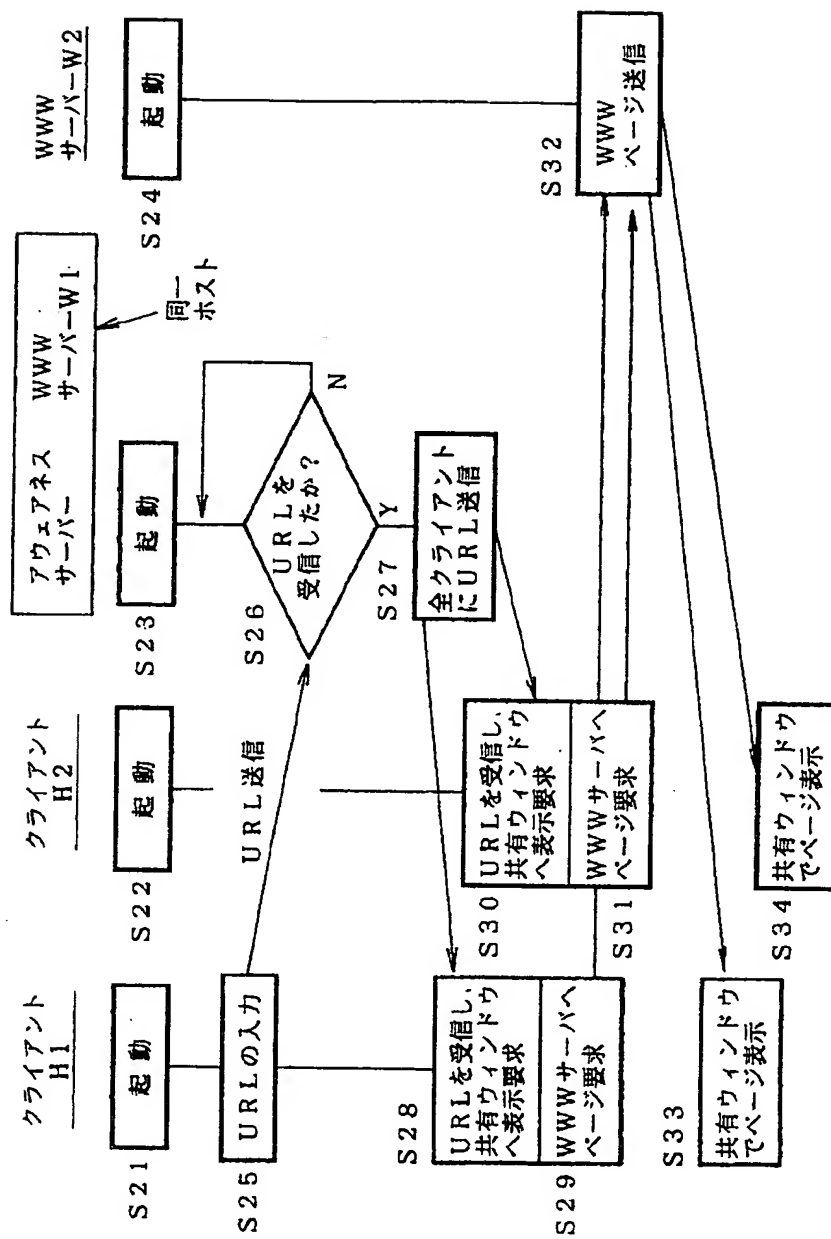 クライアント
H1
クライアント
H2
アウェアネス
サーバー
WWW
サーバーW1
WWW
サーバーW2
同一
ホスト
S21
起動
S22
起動
S23
起動
S24
起動
S25
URLの入力
URL送信
S26
URLを
受信したか?
N
Y
S27
全クライアント
にURL送信
S28
URLを受信し、
共有ウィンドウ
へ表示要求
S29
WWWサーバへ
ページ要求
S30
URLを受信し、
共有ウィンドウ
へ表示要求
S31
WWWサーバへ
ページ要求
S32
WWW
ページ送信
S33
共有ウィンドウ
でページ表示
S34
共有ウィンドウ
でページ表示